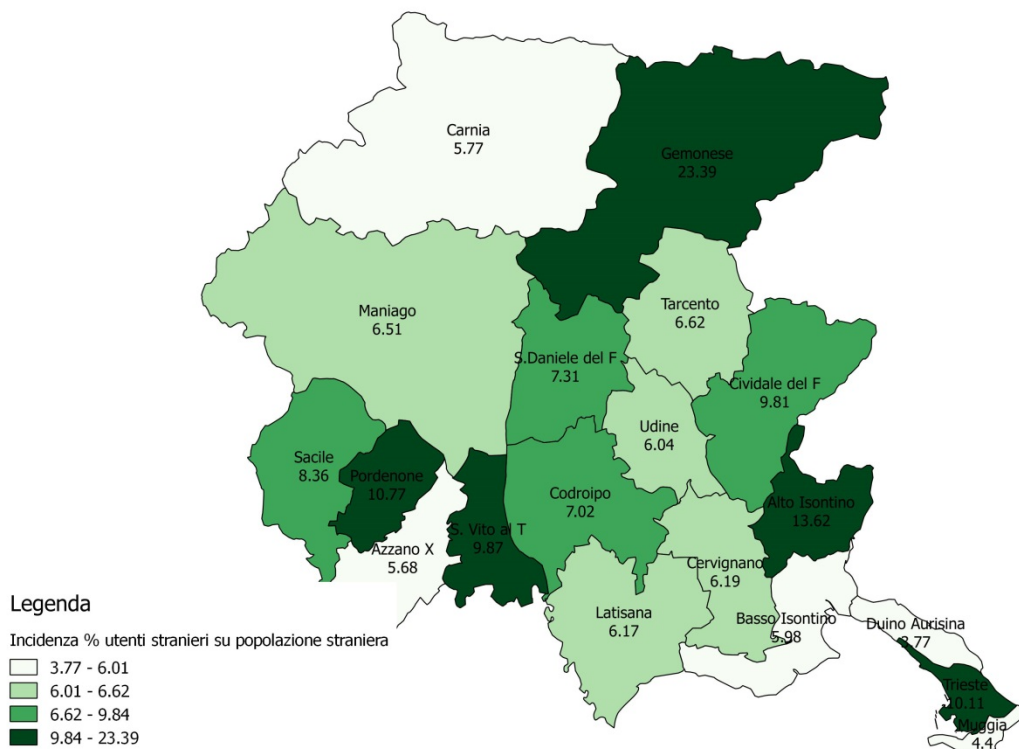 Carnia
5.77
Gemonese
23.39
Maniago
6.51
Tarcento
6.62
S.Daniele del F.
7.31
Cividale del F
9.81
Udine
6.04
Sacile
8.36
Pordenone
10.77
Codroipo
7.02
Alto Isontino
13.62
S. Vito al T
9.87
Azzano X
5.68
Cervignano
6.19
Latisana
6.17
Basso Isontino
5.98
Duino Aurisina
3.77
Trieste
10.11
Muggia
4.4
Legenda
Incidenza % utenti stranieri su popolazione straniera
3.77 - 6.01
6.01 - 6.62
6.62 - 9.84
9.84 - 23.39